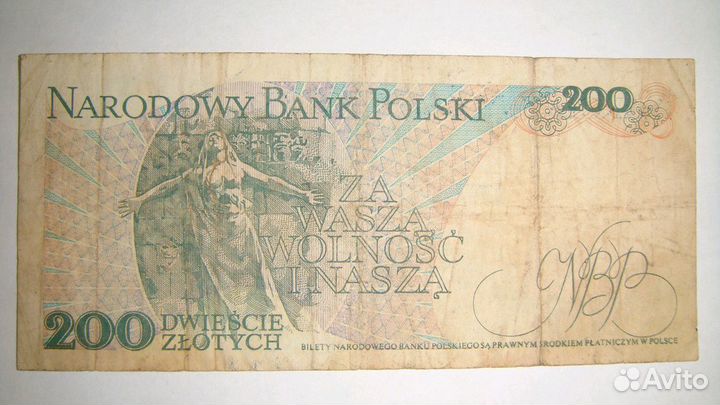 NARODOWY BANK POLSKI
200
ZA
WASZĄ
WOLNOŚĆ
I NASZĄ
NBP
200 DWIEŚCIE
ZŁOTYCH
BILETY NARODOWEGO BANKU POLSKIEGO SĄ PRAWNYM ŚRODKIEM PŁATNICZYM W POLSCE
Avito